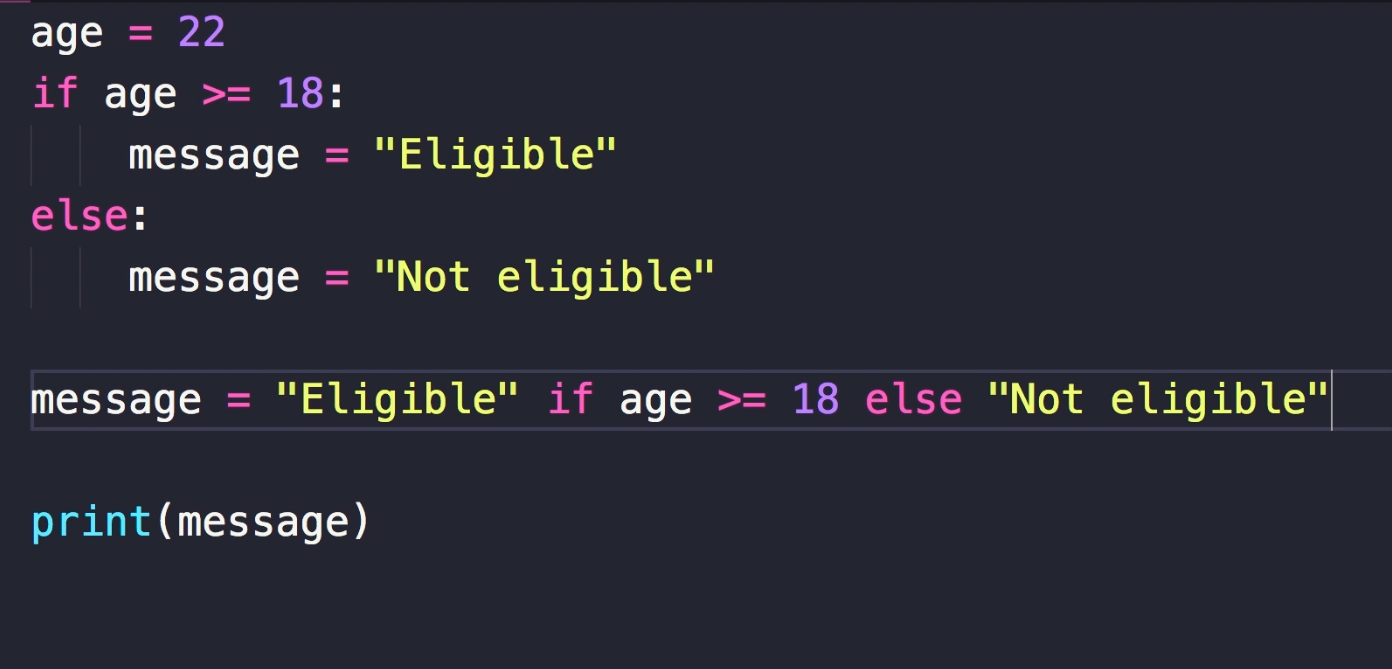 age = 22
if age >= 18:
    message = "Eligible"
else:
    message = "Not eligible"

message = "Eligible" if age >= 18 else "Not eligible"

print(message)